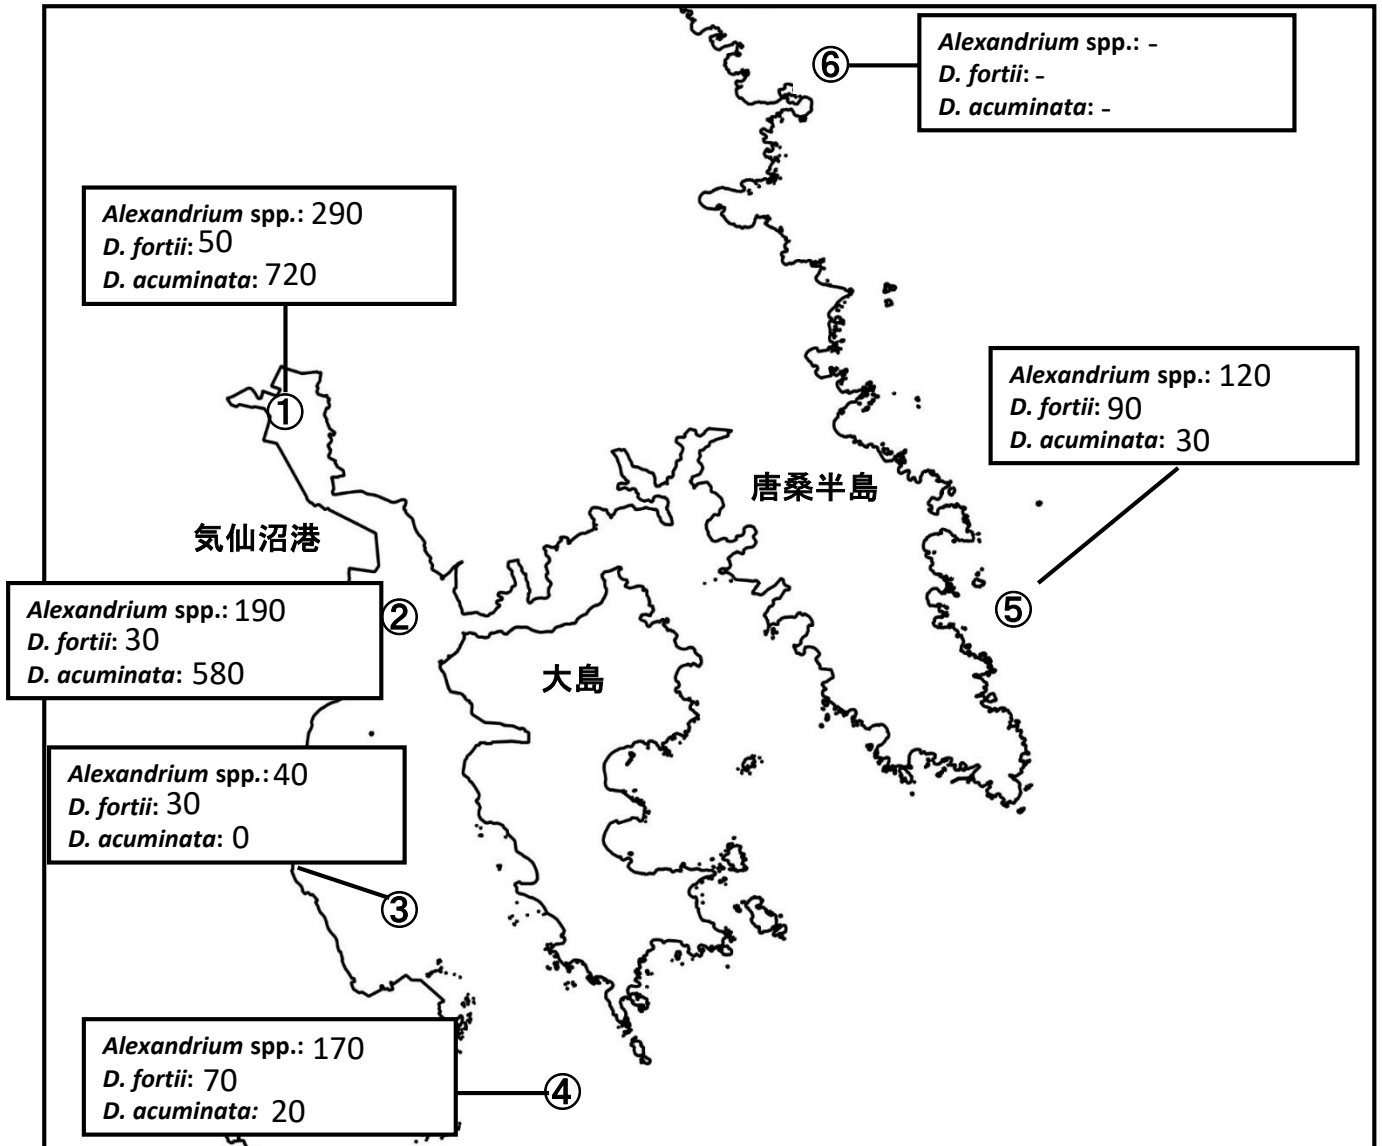 ⑥
Alexandrium spp.: -
D. fortii: -
D. acuminata: -
Alexandrium spp.: 290
D. fortii: 50
D. acuminata: 720
①
Alexandrium spp.: 120
D. fortii: 90
D. acuminata: 30
唐桑半島
気仙沼港
Alexandrium spp.: 190
D. fortii: 30
D. acuminata: 580
②
⑤
大島
Alexandrium spp.: 40
D. fortii: 30
D. acuminata: 0
③
Alexandrium spp.: 170
D. fortii: 70
D. acuminata: 20
④